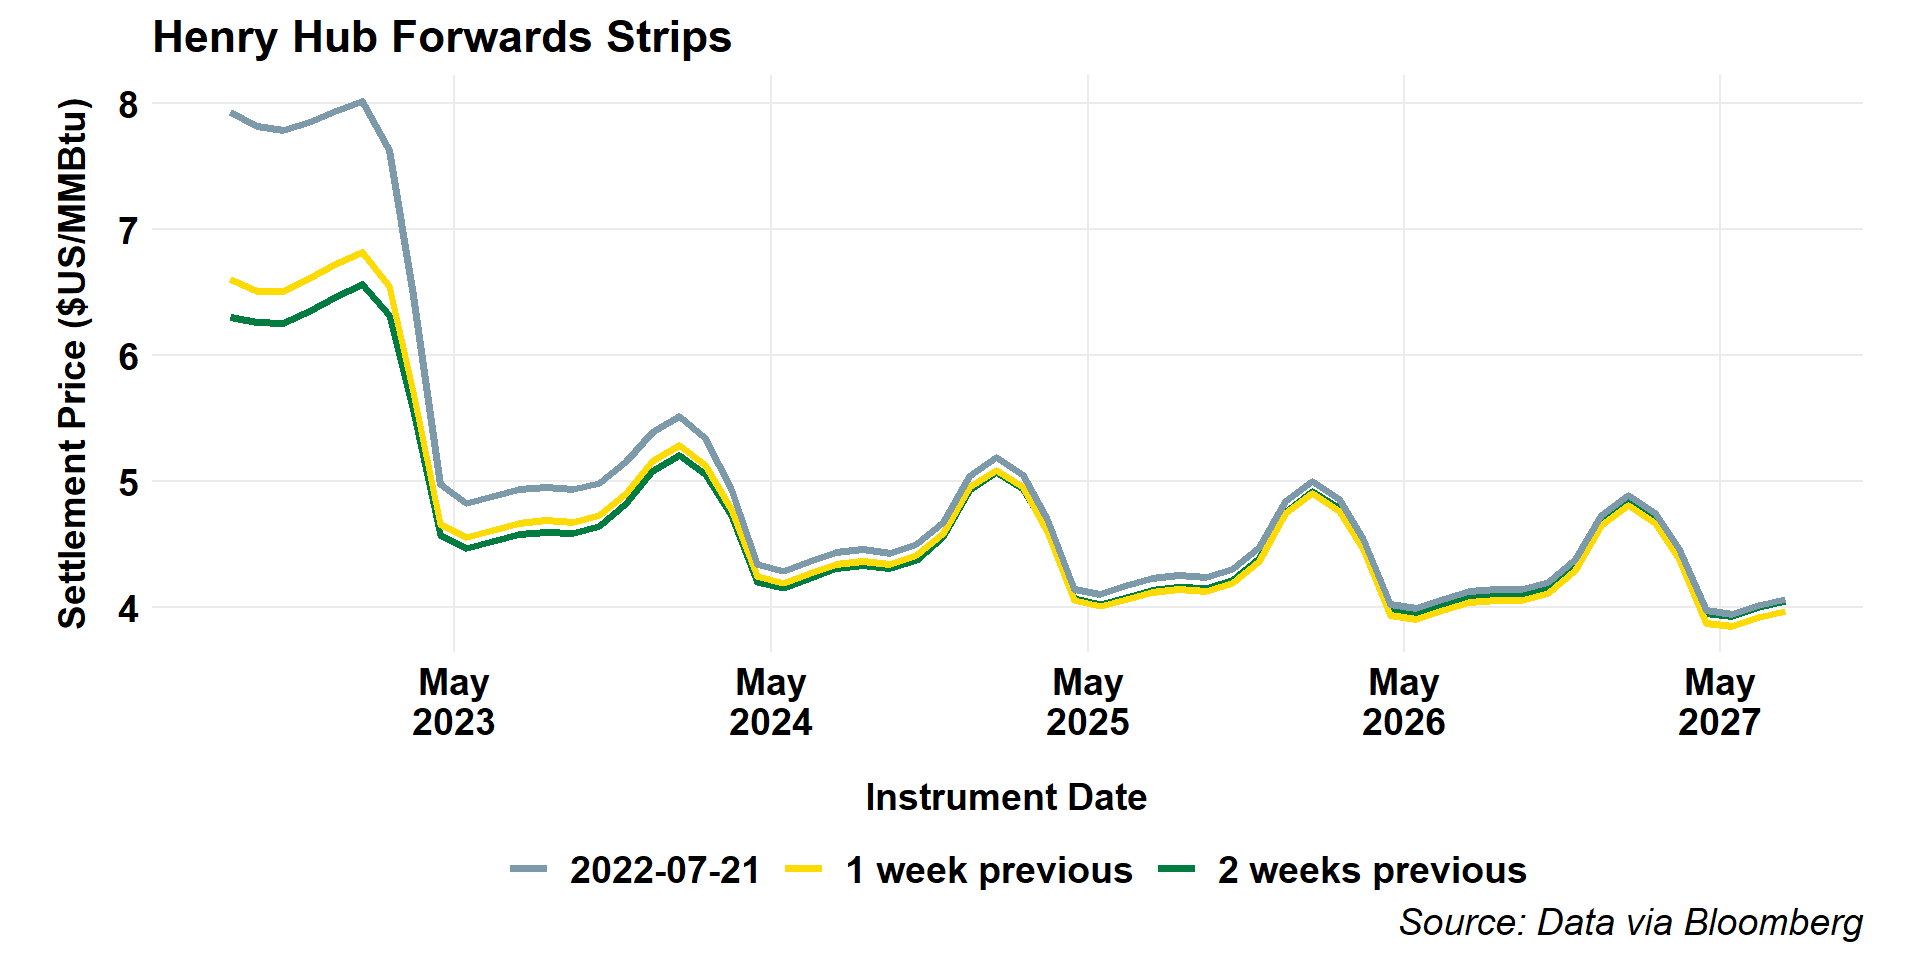 Henry Hub Forwards Strips
Settlement Price ($US/MMBtu)
8
7
6
5
4
May
2023
May
2024
May
2025
May
2026
May
2027
Instrument Date
2022-07-21
1 week previous
2 weeks previous
Source: Data via Bloomberg